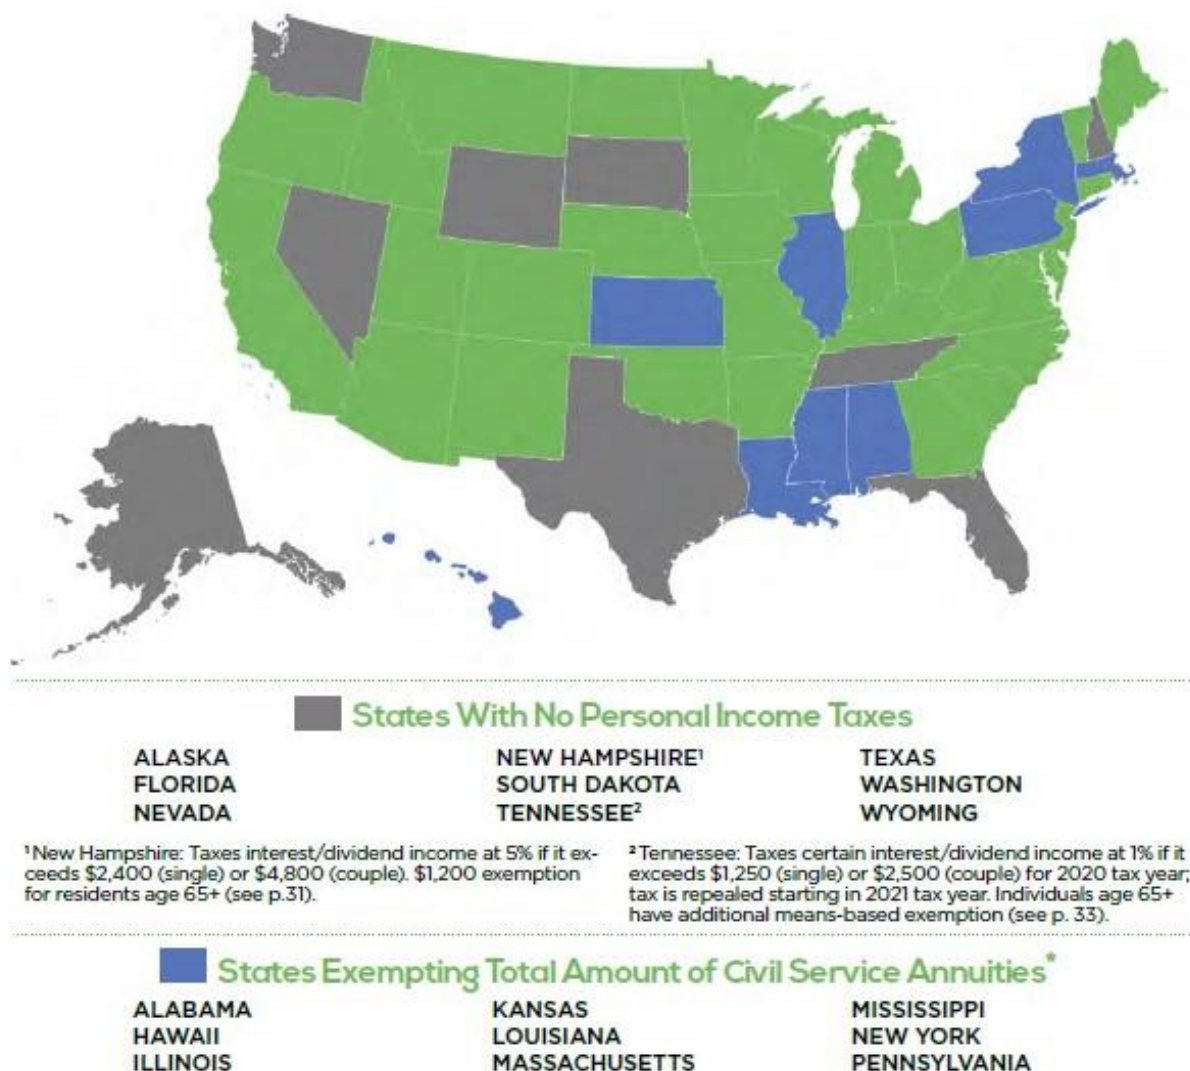 States With No Personal Income Taxes
ALASKA
FLORIDA
NEVADA
NEW HAMPSHIRE¹
SOUTH DAKOTA
TENNESSEE²
TEXAS
WASHINGTON
WYOMING
¹New Hampshire: Taxes interest/dividend income at 5% if it ex-
ceeds $2,400 (single) or $4,800 (couple). $1,200 exemption
for residents age 65+ (see p.31).
²Tennessee: Taxes certain interest/dividend income at 1% if it
exceeds $1,250 (single) or $2,500 (couple) for 2020 tax year;
tax is repealed starting in 2021 tax year. Individuals age 65+
have additional means-based exemption (see p. 33).
States Exempting Total Amount of Civil Service Annuities*
ALABAMA
HAWAII
ILLINOIS
KANSAS
LOUISIANA
MASSACHUSETTS
MISSISSIPPI
NEW YORK
PENNSYLVANIA